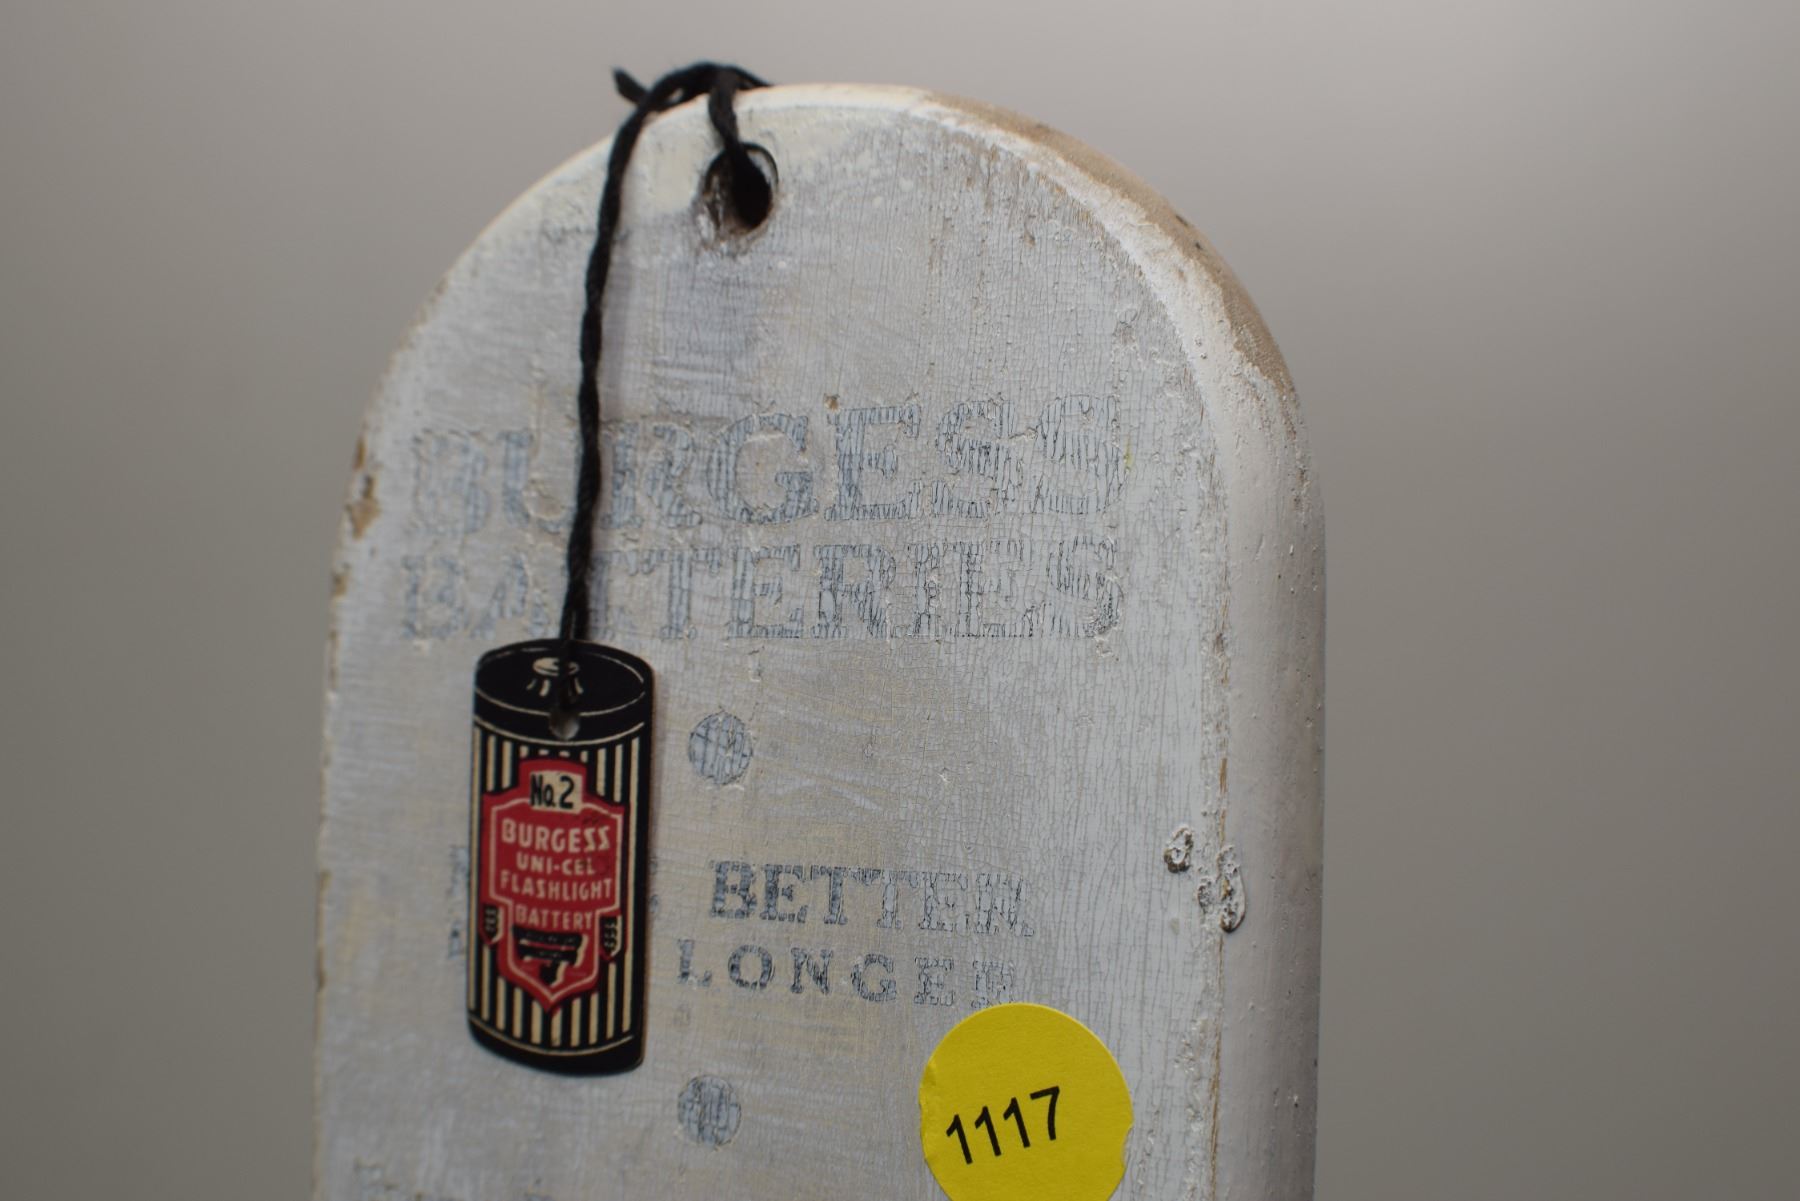 BURGESS
BATTERIES
No. 2
BURGESS
UNI-CEL
FLASHLIGHT
BATTERY
BETTER
LONGER
1117